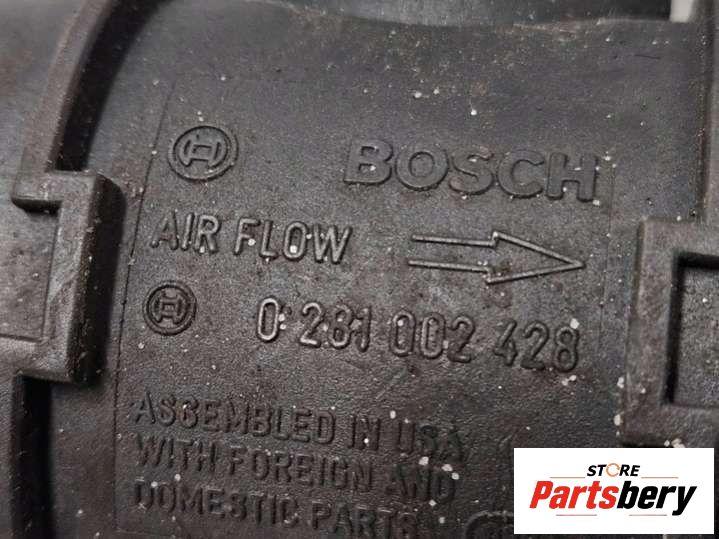 BOSCH
AIR FLOW
0 281 002 428
ASSEMBLED IN USA
WITH FOREIGN AND
DOMESTIC PARTS
STORE
Partsbery